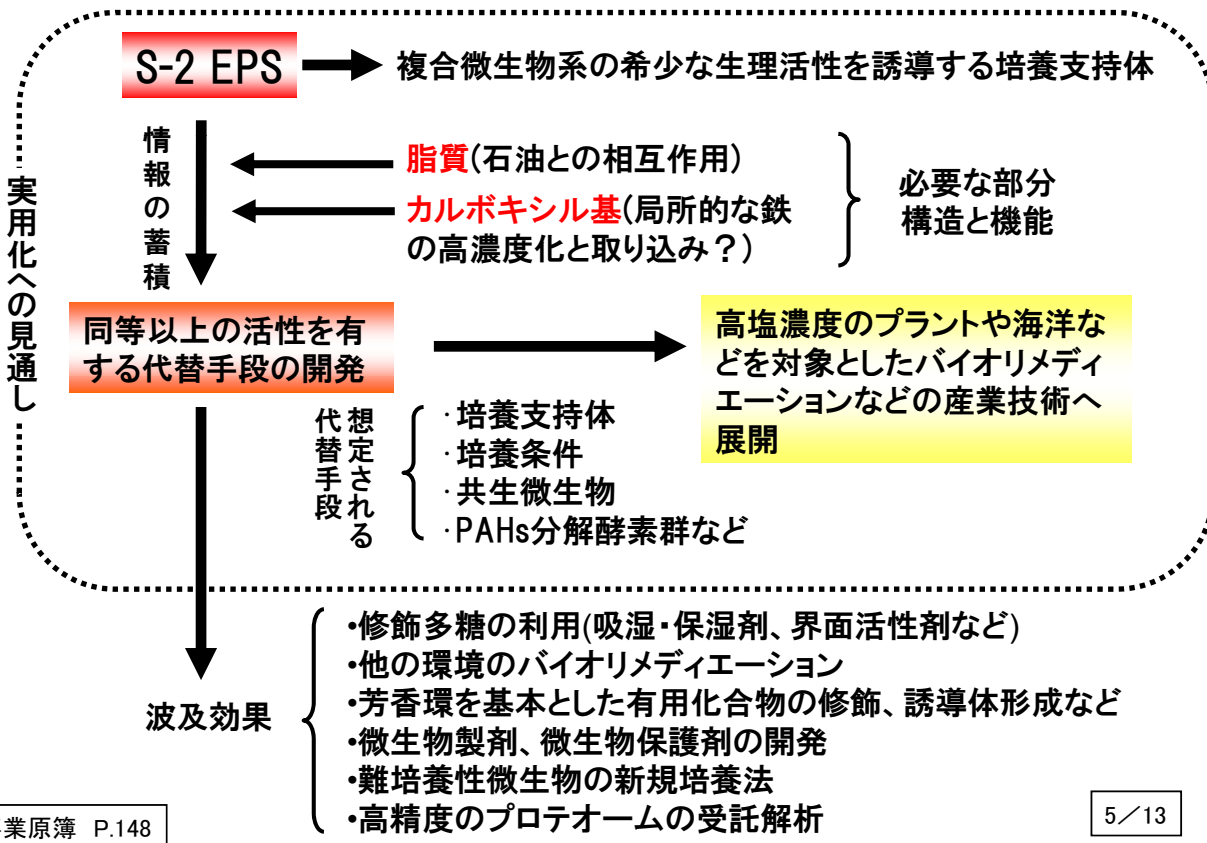 S-2 EPS
複合微生物系の希少な生理活性を誘導する培養支持体
情報の蓄積
脂質(石油との相互作用)
カルボキシル基(局所的な鉄
の高濃度化と取り込み?)
必要な部分
構造と機能
実用化への見通し
同等以上の活性を有
する代替手段の開発
高塩濃度のプラントや海洋な
どを対象としたバイオリメディ
エーションなどの産業技術へ
展開
想定される
代替手段
・培養支持体
・培養条件
・共生微生物
・PAHs分解酵素群など
波及効果
•修飾多糖の利用(吸湿・保湿剤、界面活性剤など)
•他の環境のバイオリメディエーション
•芳香環を基本とした有用化合物の修飾、誘導体形成など
•微生物製剤、微生物保護剤の開発
•難培養性微生物の新規培養法
•高精度のプロテオームの受託解析
業原簿 P.148
5/13